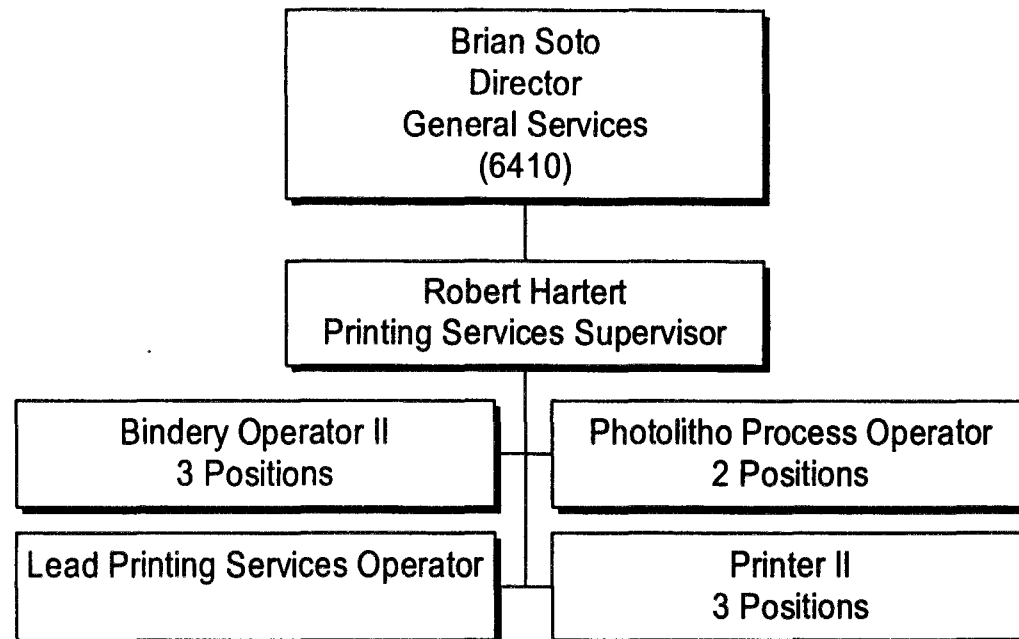 Brian Soto
Director
General Services
(6410)
Robert Hartert
Printing Services Supervisor
Bindery Operator II
3 Positions
Photolitho Process Operator
2 Positions
Lead Printing Services Operator
Printer II
3 Positions